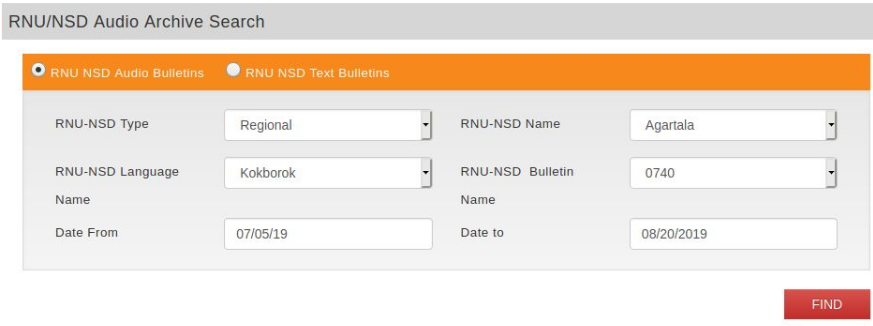 RNU/NSD Audio Archive Search
RNU NSD Audio Bulletins RNU NSD Text Bulletins
RNU-NSD Type Regional RNU-NSD Name Agartala
RNU-NSD Language Kokborok RNU-NSD Bulletin 0740
Name Name
Date From 07/05/19 Date to 08/20/2019
FIND